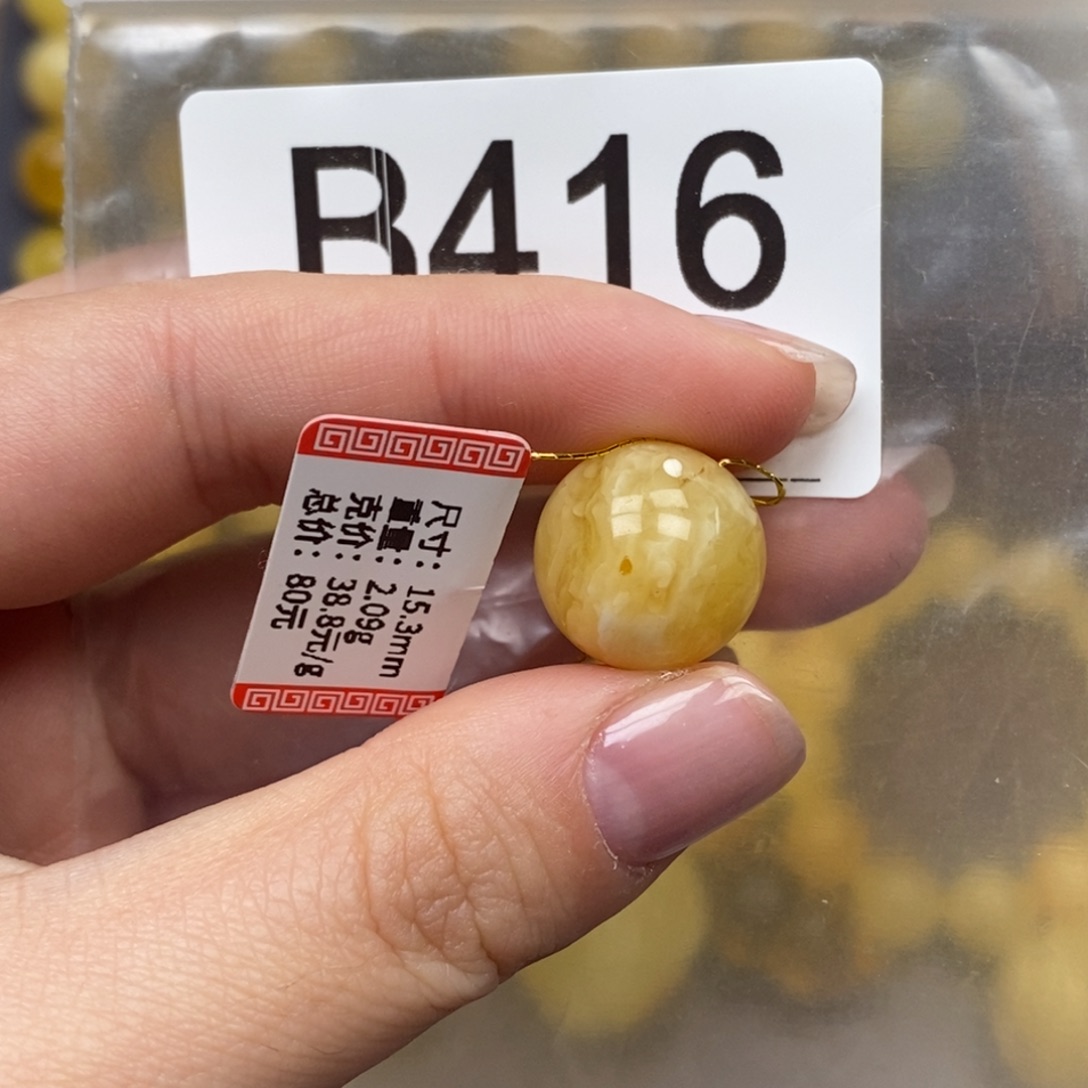 B416
尺寸：15.3mm
重量：2.09g
克价：38.8元/g
总价：80元